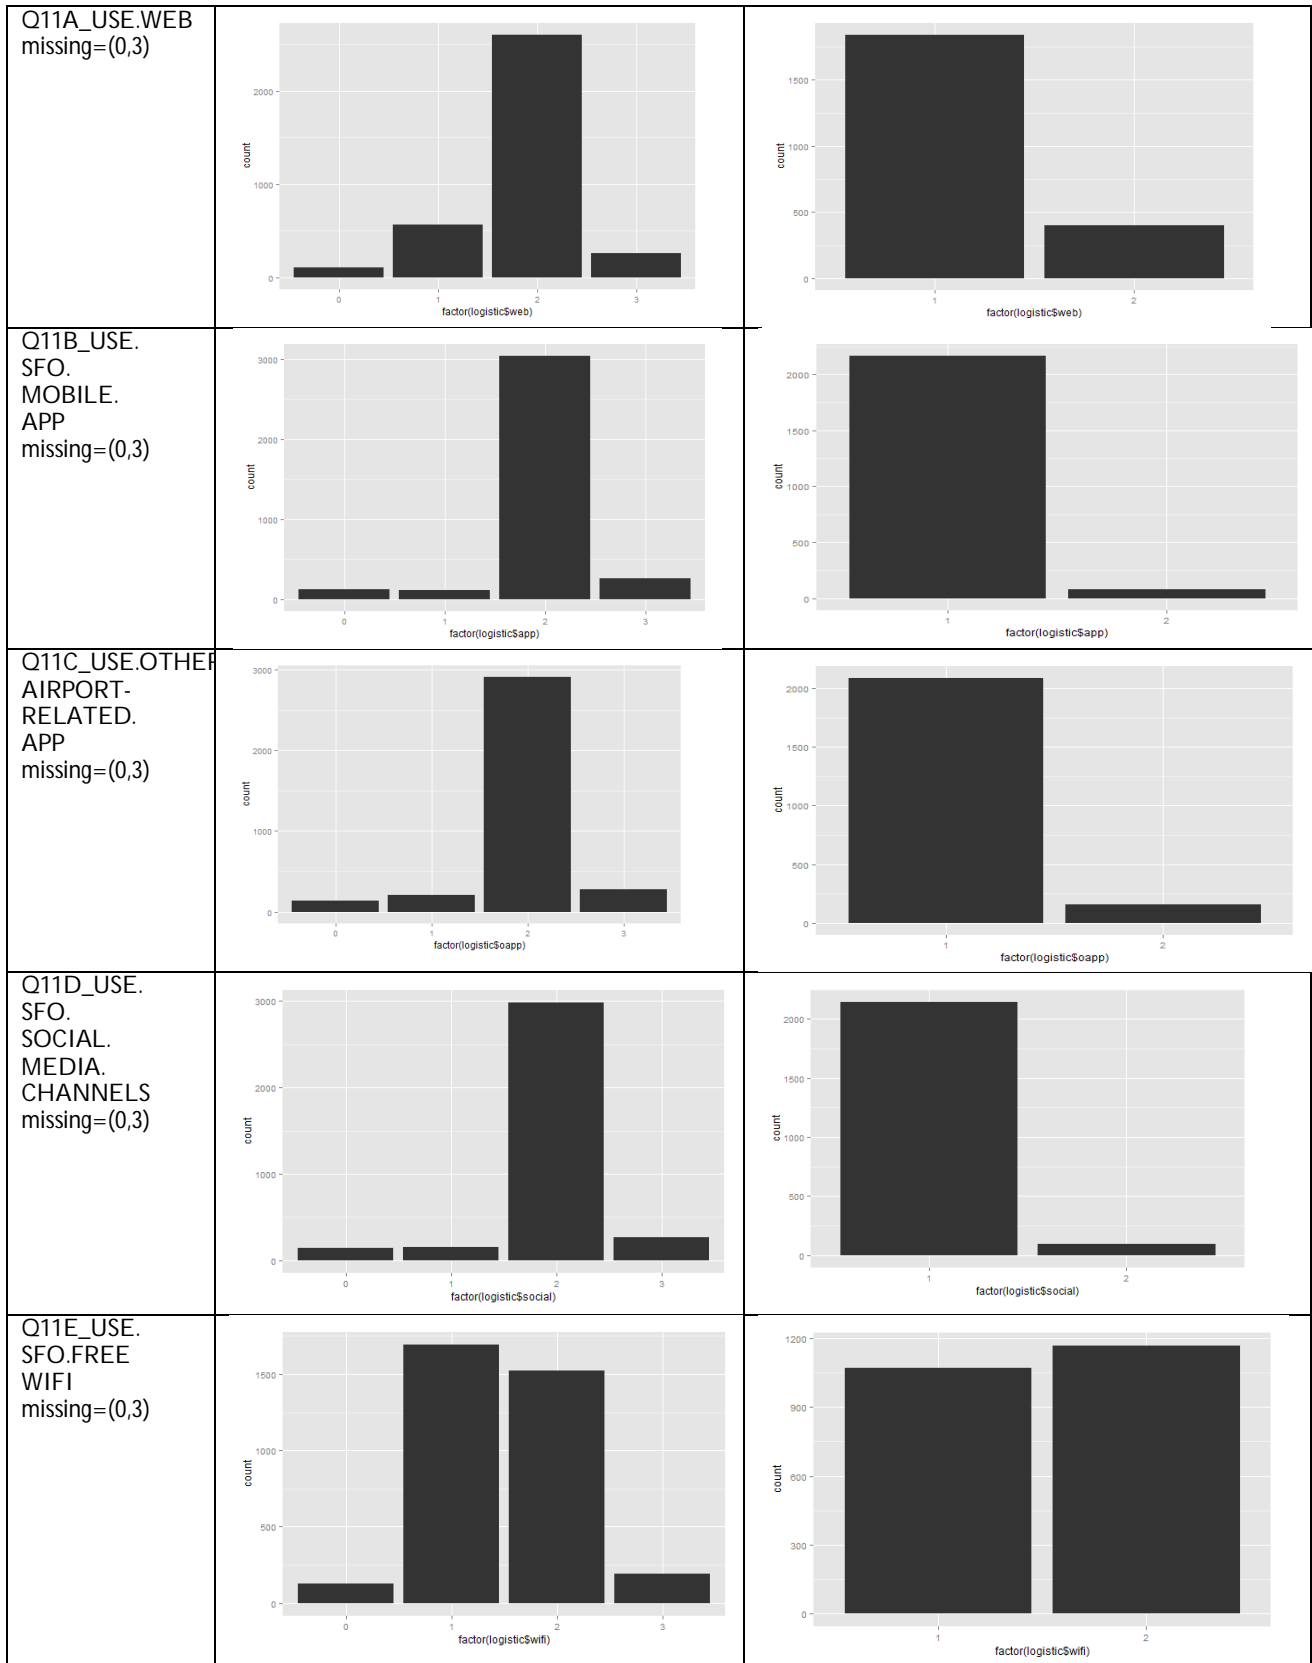 Q11A_USE.WEB
missing=(0,3)
count
2000
1000
0
0 1 2 3
factor(logistic$web)
count
1500
1000
500
0
1 2
factor(logistic$web)
Q11B_USE.
SFO.
MOBILE.
APP
missing=(0,3)
count
3000
2000
1000
0
0 1 2 3
factor(logistic$app)
count
2000
1500
1000
500
0
1 2
factor(logistic$app)
Q11C_USE.OTHER
AIRPORT-
RELATED.
APP
missing=(0,3)
count
3000
2000
1000
0
0 1 2 3
factor(logistic$oapp)
count
2000
1500
1000
500
0
1 2
factor(logistic$oapp)
Q11D_USE.
SFO.
SOCIAL.
MEDIA.
CHANNELS
missing=(0,3)
count
3000
2000
1000
0
0 1 2 3
factor(logistic$social)
count
2000
1500
1000
500
0
1 2
factor(logistic$social)
Q11E_USE.
SFO.FREE
WIFI
missing=(0,3)
count
1500
1000
500
0
0 1 2 3
factor(logistic$wifi)
count
1200
900
600
300
0
1 2
factor(logistic$wifi)